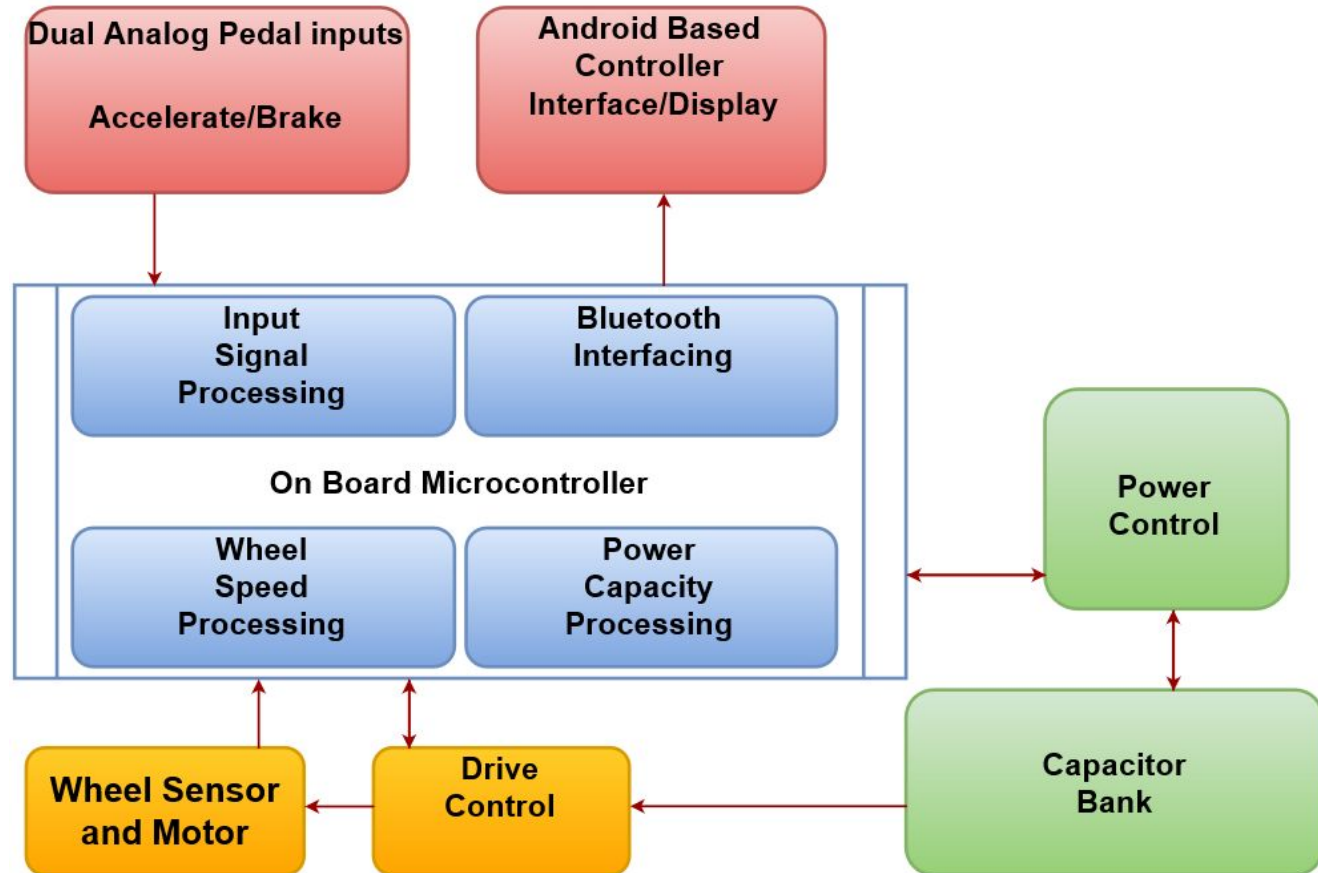 Dual Analog Pedal inputs
Accelerate/Brake
Android Based
Controller
Interface/Display
Input
Signal
Processing
Bluetooth
Interfacing
On Board Microcontroller
Wheel
Speed
Processing
Power
Capacity
Processing
Power
Control
Wheel Sensor
and Motor
Drive
Control
Capacitor
Bank